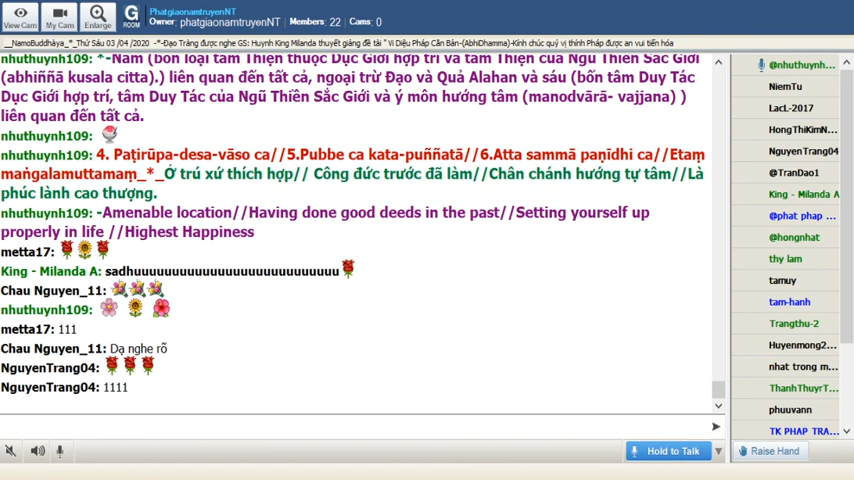 View Cam
My Cam
Enlarge
G
ROOM
PhatgiaonamtruyenNT
Owner: phatgiaonamtruyenNT | Members: 22 | Cams: 0
__NamoBuddhàya_*_Thứ Sáu 03 /04 /2020 -*-Đạo Tràng được nghe GS: Huynh King Milanda thuyết giảng đề tài " Vi Diệu Pháp Căn Bản-(AbhiDhamma)-Kính chúc quý vị thính Pháp được an vui tiến hóa
nhuthuynh109: *-Năm (bốn loại tâm Thiện thuộc Dục Giới hợp trí và tâm Thiện của Ngũ Thiền Sắc Giới
(abhiññā kusala citta).) liên quan đến tất cả, ngoại trừ Đạo và Quả Alahan và sáu (bốn tâm Duy Tác
Dục Giới hợp trí, tâm Duy Tác của Ngũ Thiền Sắc Giới và ý môn hướng tâm (manodvārā- vajjana) )
liên quan đến tất cả.
nhuthuynh109:
nhuthuynh109: 4. Paṭirūpa-desa-vāso ca//5.Pubbe ca kata-puññatā//6.Atta sammā paṇīdhi ca//Etaṃ
maṅgalamuttamaṃ_*_Ở trú xứ thích hợp// Công đức trước đã làm//Chân chánh hướng tự tâm//Là
phúc lành cao thượng.
nhuthuynh109: -Amenable location//Having done good deeds in the past//Setting yourself up
properly in life //Highest Happiness
metta17:
King - Milanda A: sadhuuuuuuuuuuuuuuuuuuuuuuuuuuu
Chau Nguyen_11:
nhuthuynh109:
metta17: 111
Chau Nguyen_11: Dạ nghe rõ
NguyenTrang04:
NguyenTrang04: 1111
@nhuthuynh...
NiemTu
LacL-2017
HongThiKimN...
NguyenTrang04
@TranDao1
King - Milanda A
@phat phap ...
@hongnhat
thy lam
tamuy
tam-hanh
Trangthu-2
Huyenmong2...
nhat trong m...
ThanhThuyrT...
phuuvann
TK PHAP TRA...
Hold to Talk
Raise Hand